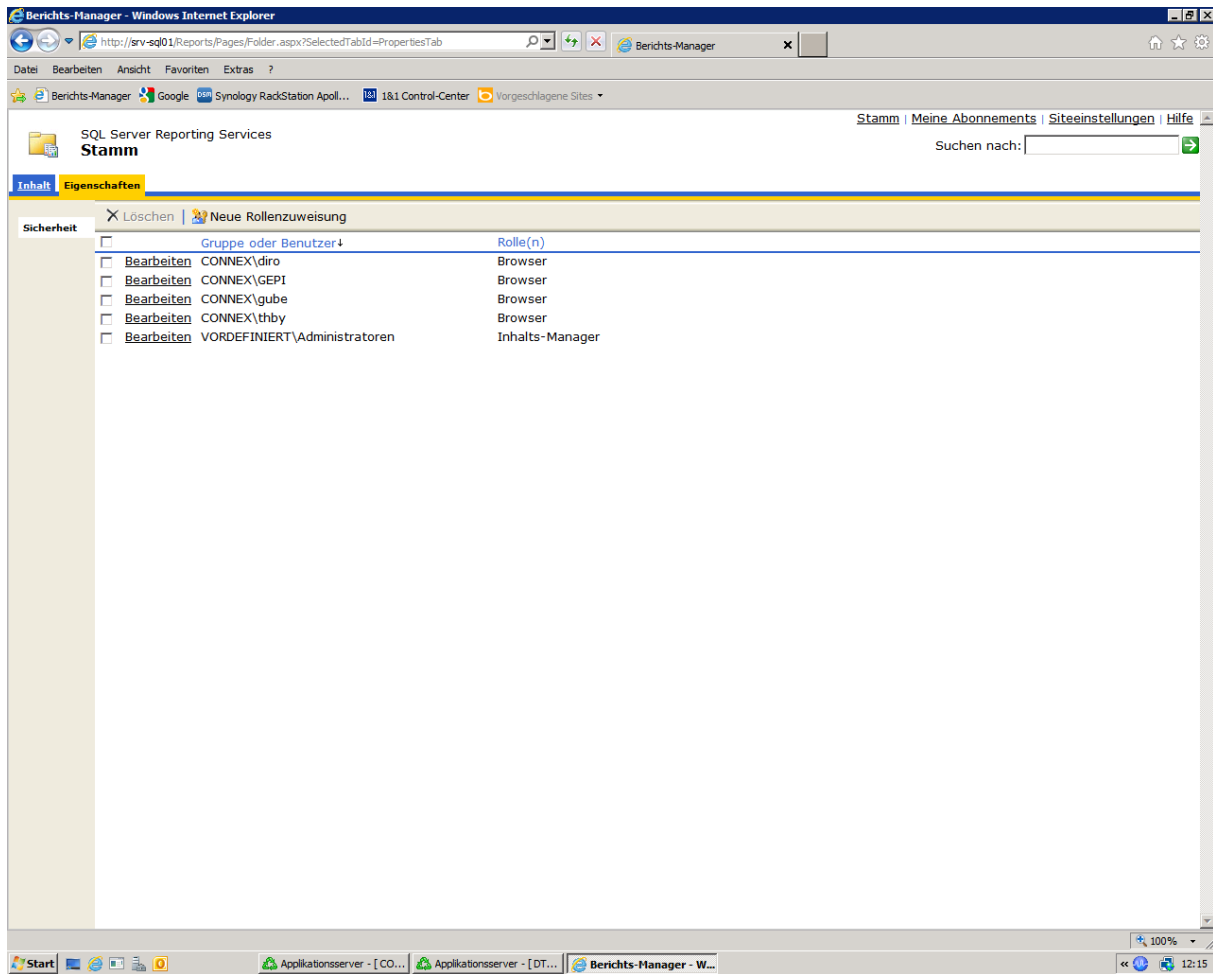 Berichts-Manager - Windows Internet Explorer
http://srv-sql01/Reports/Pages/Folder.aspx?SelectedTabId=PropertiesTab
Berichts-Manager
Datei Bearbeiten Ansicht Favoriten Extras ?
Berichts-Manager Google DSM Synology RackStation Apoll... 1&1 1&1 Control-Center Vorgeschlagene Sites
Stamm | Meine Abonnements | Siteeinstellungen | Hilfe
SQL Server Reporting Services
Stamm
Suchen nach:
Inhalt Eigenschaften
Sicherheit
Löschen | Neue Rollenzuweisung
Gruppe oder Benutzer↓ Rolle(n)
Bearbeiten CONNEX\diro Browser
Bearbeiten CONNEX\GEPI Browser
Bearbeiten CONNEX\gube Browser
Bearbeiten CONNEX\thby Browser
Bearbeiten VORDEFINIERT\Administratoren Inhalts-Manager
100%
Start Applikationsserver - [ CO... Applikationsserver - [ DT... Berichts-Manager - W... « 12:15